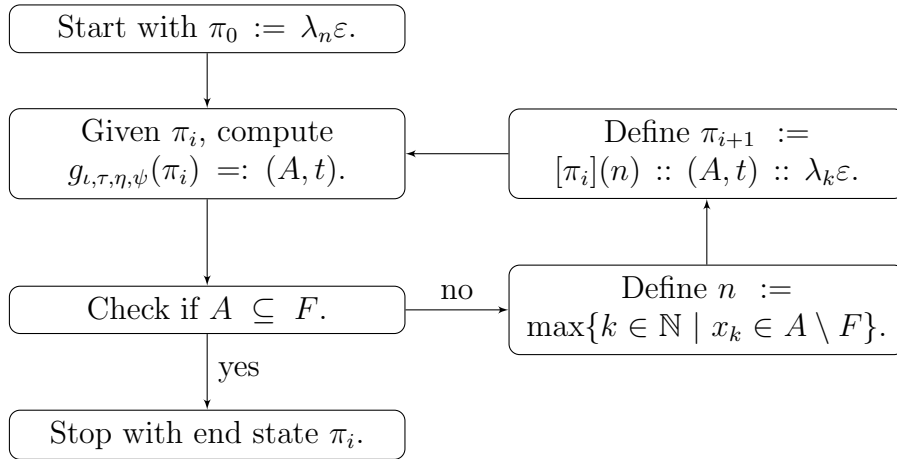 Start with π₀ := λₙε.
Given πᵢ, compute
g_{ι,τ,η,ψ}(πᵢ) =: (A, t).
Check if A ⊆ F.
yes
Stop with end state πᵢ.
no
Define n :=
max{k ∈ ℕ | xₖ ∈ A \ F}.
Define πᵢ₊₁ :=
[πᵢ](n) :: (A, t) :: λₖε.